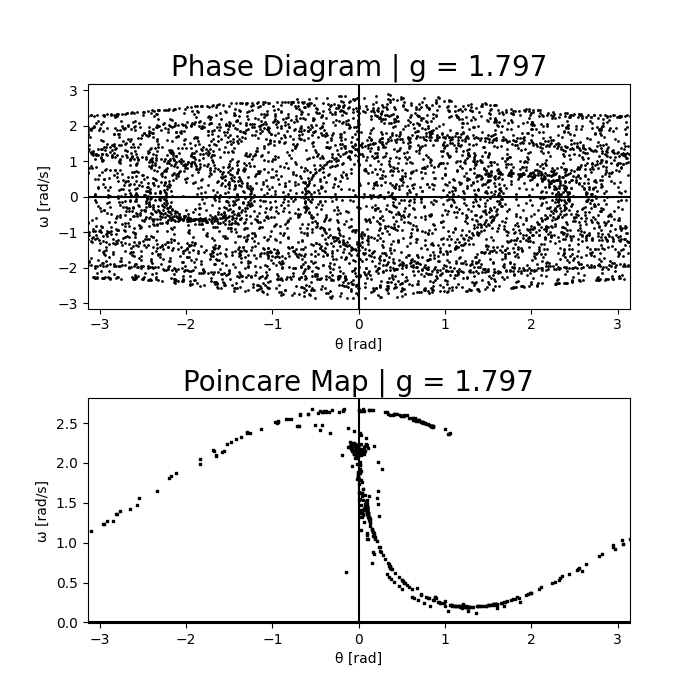 Phase Diagram | g = 1.797
3
2
1
0
−1
−2
−3
ω [rad/s]
−3 −2 −1 0 1 2 3
θ [rad]
Poincare Map | g = 1.797
2.5
2.0
1.5
1.0
0.5
0.0
ω [rad/s]
−3 −2 −1 0 1 2 3
θ [rad]